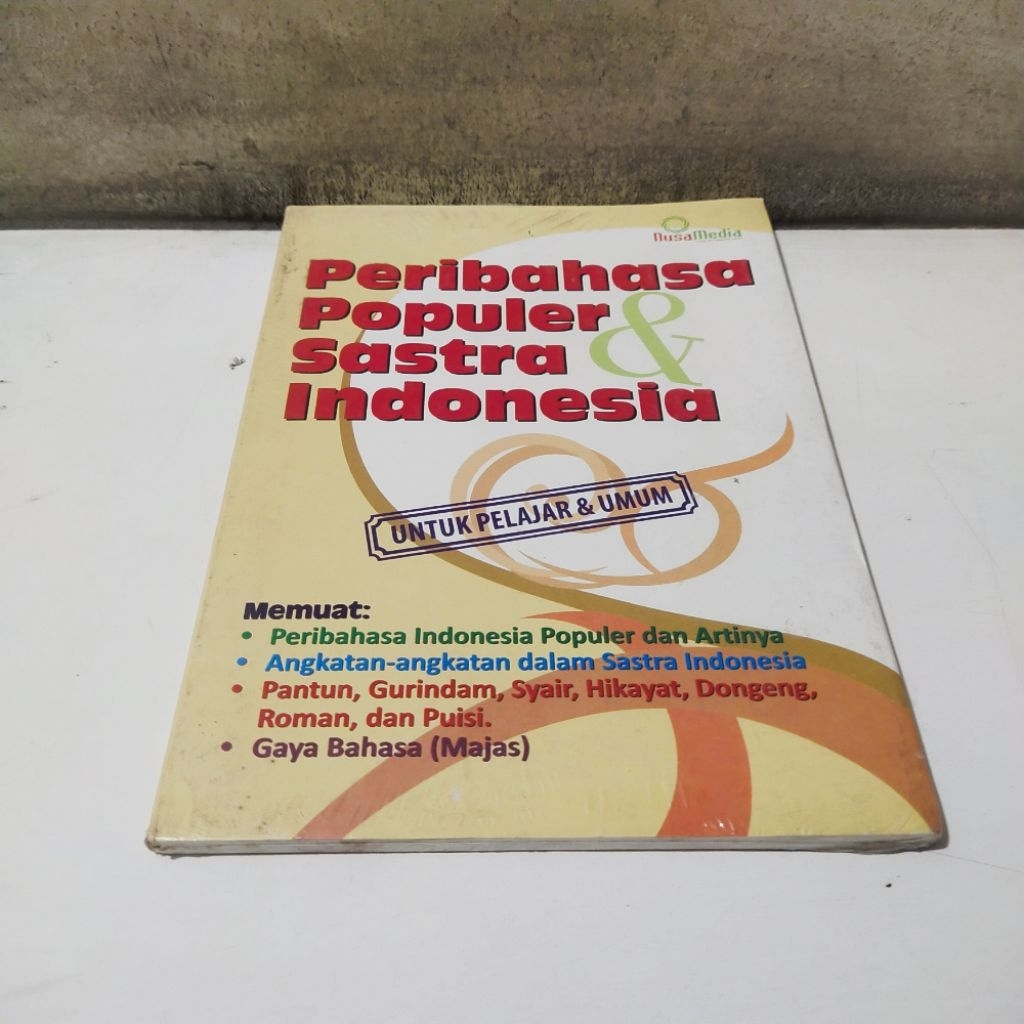 NusaMedia
Peribahasa
Populer &
Sastra
Indonesia
UNTUK PELAJAR & UMUM
Memuat:
• Peribahasa Indonesia Populer dan Artinya
• Angkatan-angkatan dalam Sastra Indonesia
• Pantun, Gurindam, Syair, Hikayat, Dongeng,
Roman, dan Puisi.
• Gaya Bahasa (Majas)